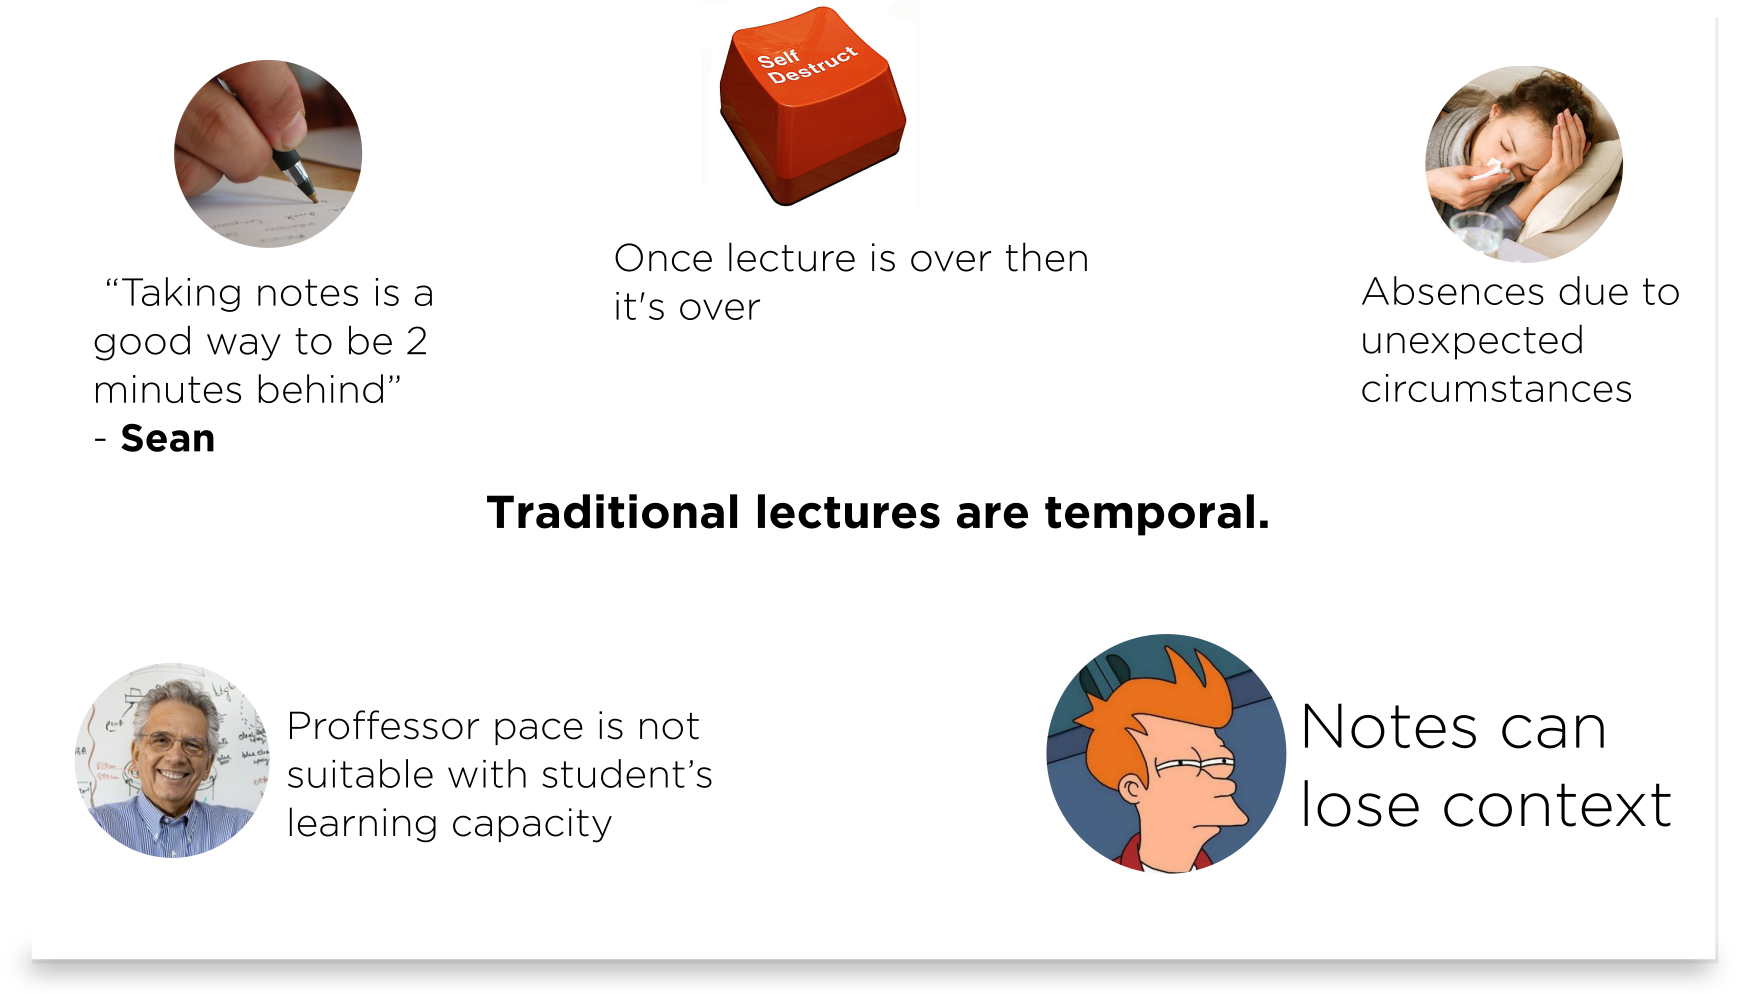 Self
Destruct
“Taking notes is a
good way to be 2
minutes behind”
- Sean
Once lecture is over then
it's over
Absences due to
unexpected
circumstances
Traditional lectures are temporal.
Proffessor pace is not
suitable with student’s
learning capacity
Notes can
lose context